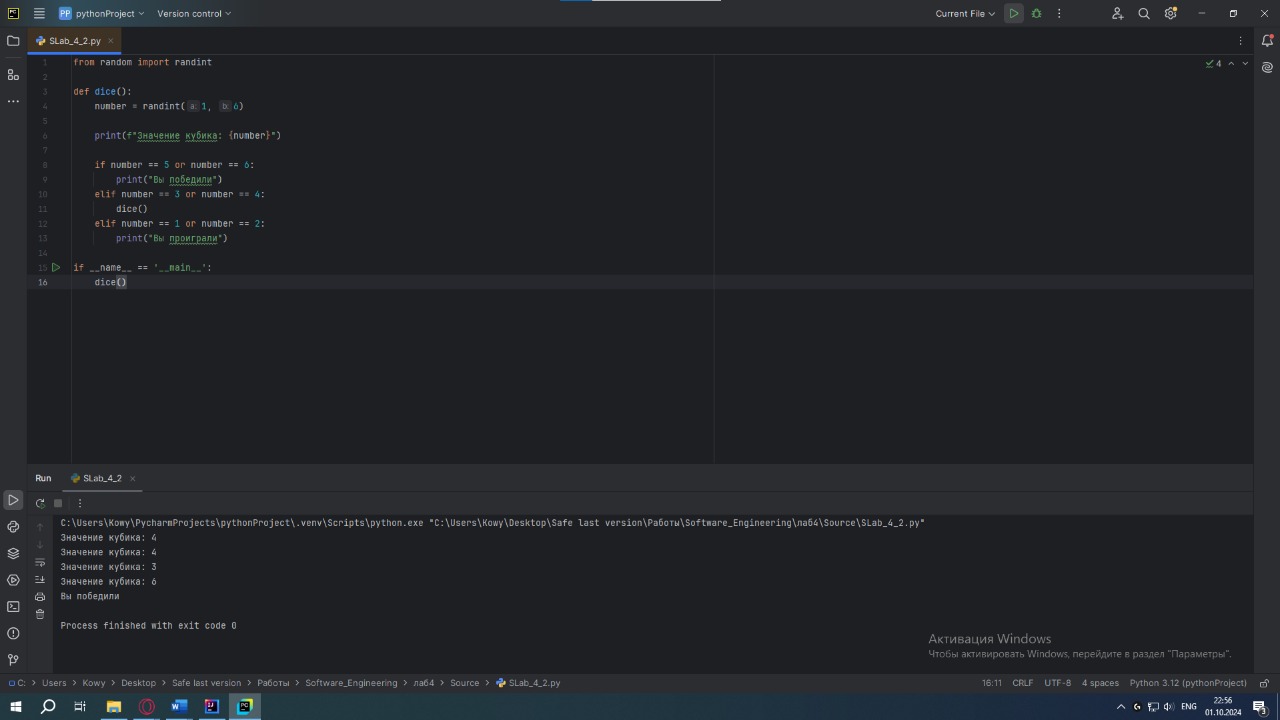 PP pythonProject Version control Current File
SLab_4_2.py
1 from random import randint
2
3 def dice():
4 number = randint( a: 1, b: 6)
5
6 print(f"Значение кубика: {number}")
7
8 if number == 5 or number == 6:
9 print("Вы победили")
10 elif number == 3 or number == 4:
11 dice()
12 elif number == 1 or number == 2:
13 print("Вы проиграли")
14
15 if __name__ == '__main__':
16 dice()
4
Run SLab_4_2
C:\Users\Kowy\PycharmProjects\pythonProject\.venv\Scripts\python.exe "C:\Users\Kowy\Desktop\Safe last version\Работы\Software_Engineering\лаб4\Source\SLab_4_2.py"
Значение кубика: 4
Значение кубика: 4
Значение кубика: 3
Значение кубика: 6
Вы победили
Process finished with exit code 0
Активация Windows
Чтобы активировать Windows, перейдите в раздел "Параметры".
C: Users Kowy Desktop Safe last version Работы Software_Engineering лаб4 Source SLab_4_2.py 16:11 CRLF UTF-8 4 spaces Python 3.12 (pythonProject)
ENG 22:56
01.10.2024
3